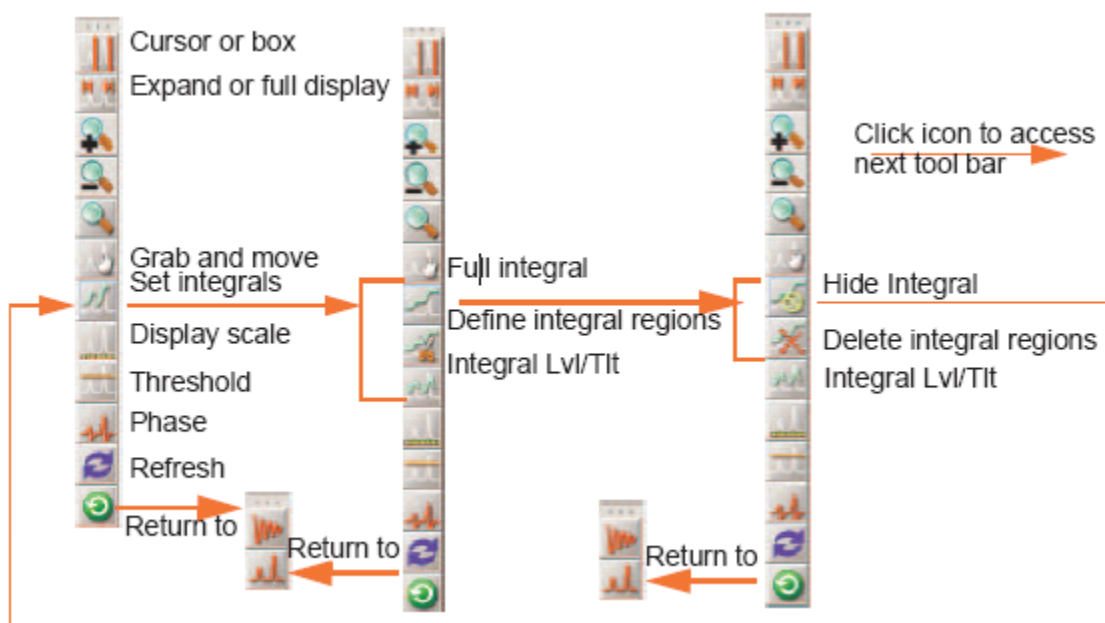 Cursor or box
Expand or full display
Grab and move
Set integrals
Display scale
Threshold
Phase
Refresh
Return to
Return to
Full integral
Define integral regions
Integral Lvl/Tlt
Return to
Click icon to access
next tool bar
Hide Integral
Delete integral regions
Integral Lvl/Tlt